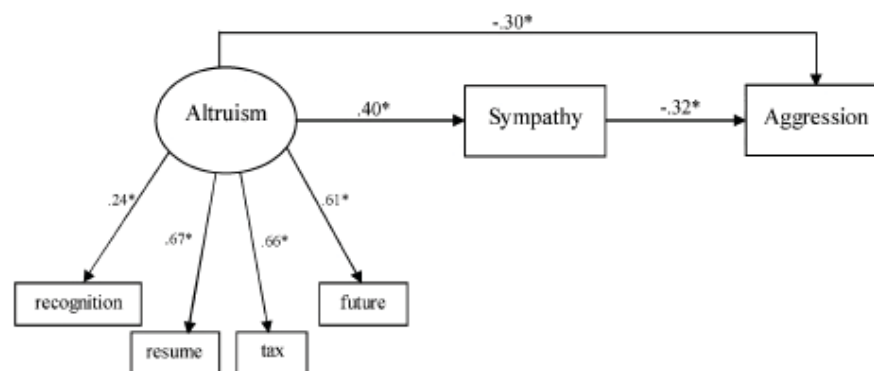 -.30*
Altruism
.40*
Sympathy
-.32*
Aggression
.24*
.67*
.66*
.61*
recognition
future
resume
tax